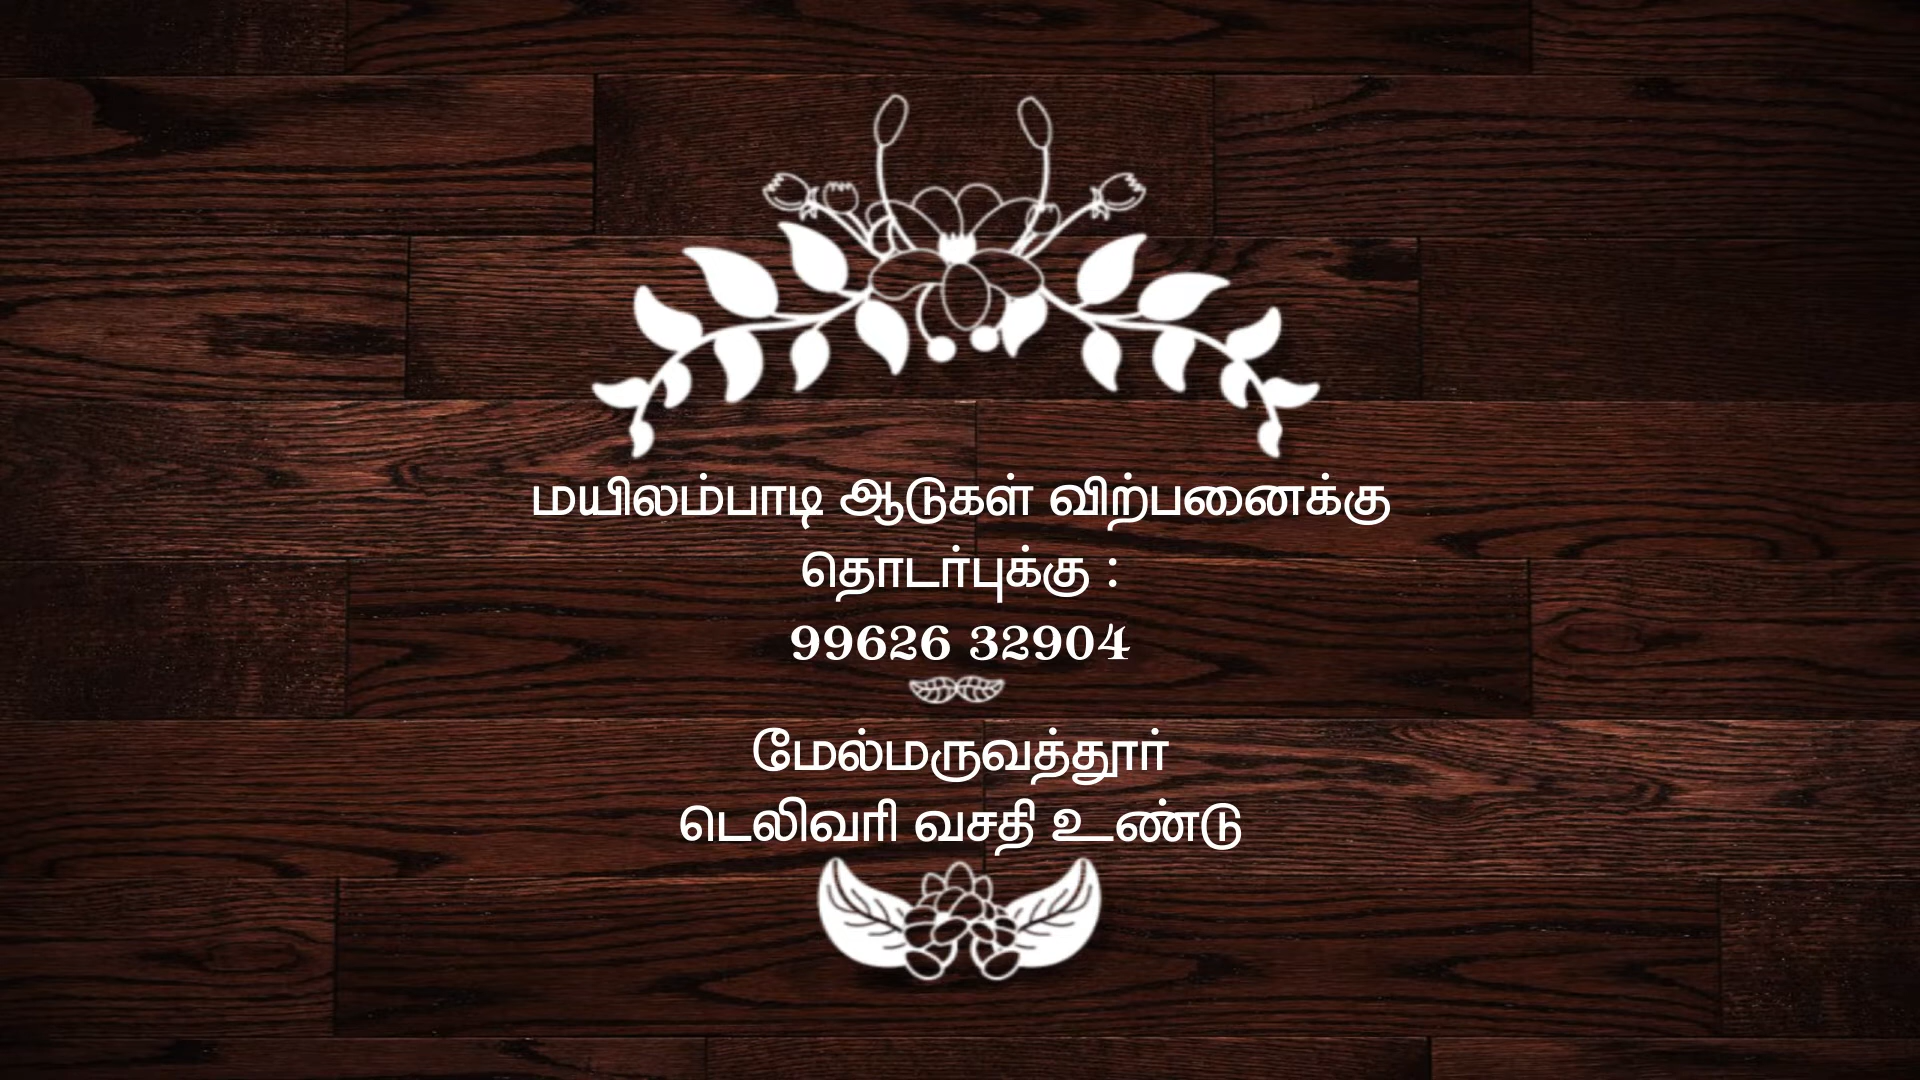 மயிலம்பாடி ஆடுகள் விற்பனைக்கு
தொடர்புக்கு :
99626 32904
மேல்மருவத்தூர்
டெலிவரி வசதி உண்டு